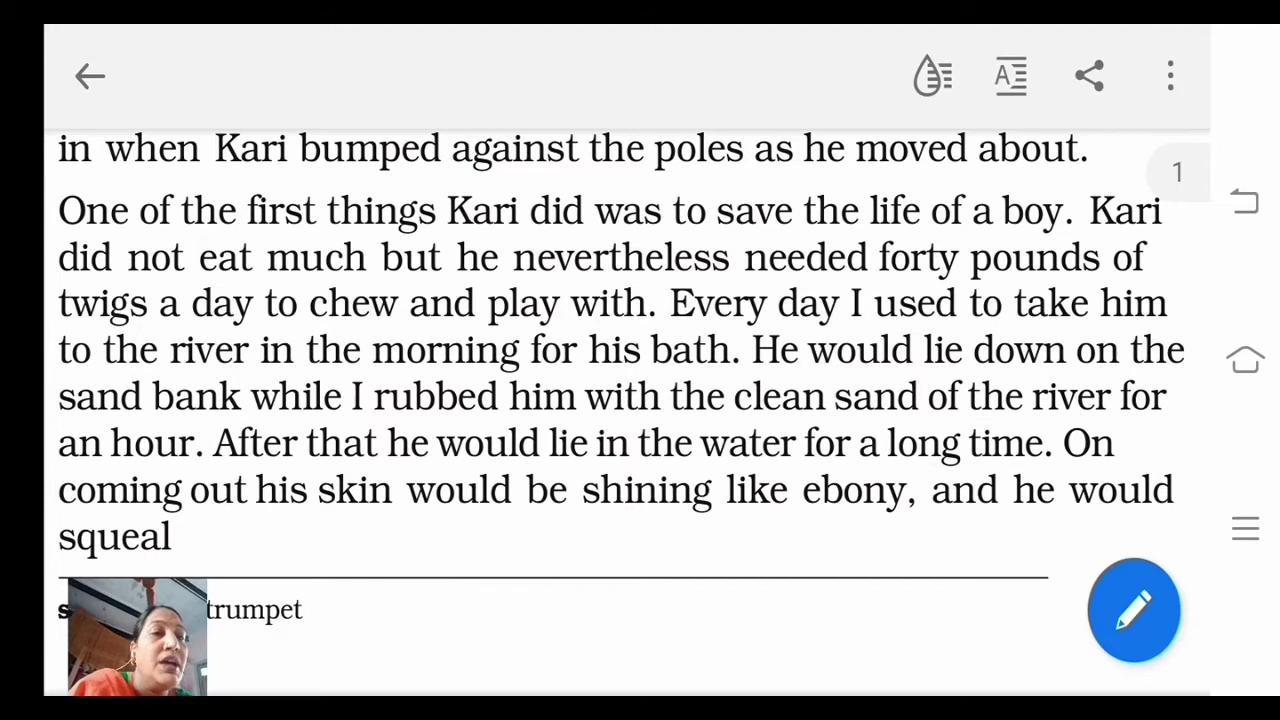 1
in when Kari bumped against the poles as he moved about.
One of the first things Kari did was to save the life of a boy. Kari
did not eat much but he nevertheless needed forty pounds of
twigs a day to chew and play with. Every day I used to take him
to the river in the morning for his bath. He would lie down on the
sand bank while I rubbed him with the clean sand of the river for
an hour. After that he would lie in the water for a long time. On
coming out his skin would be shining like ebony, and he would
squeal
trumpet